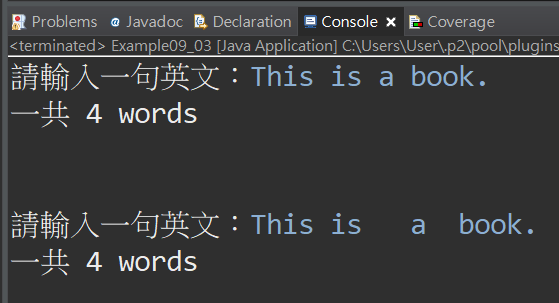 Problems @ Javadoc Declaration Console Coverage
<terminated> Example09_03 [Java Application] C:\Users\User\.p2\pool\plugins
請輸入一句英文：This is a book.
一共 4 words
請輸入一句英文：This is   a  book.
一共 4 words